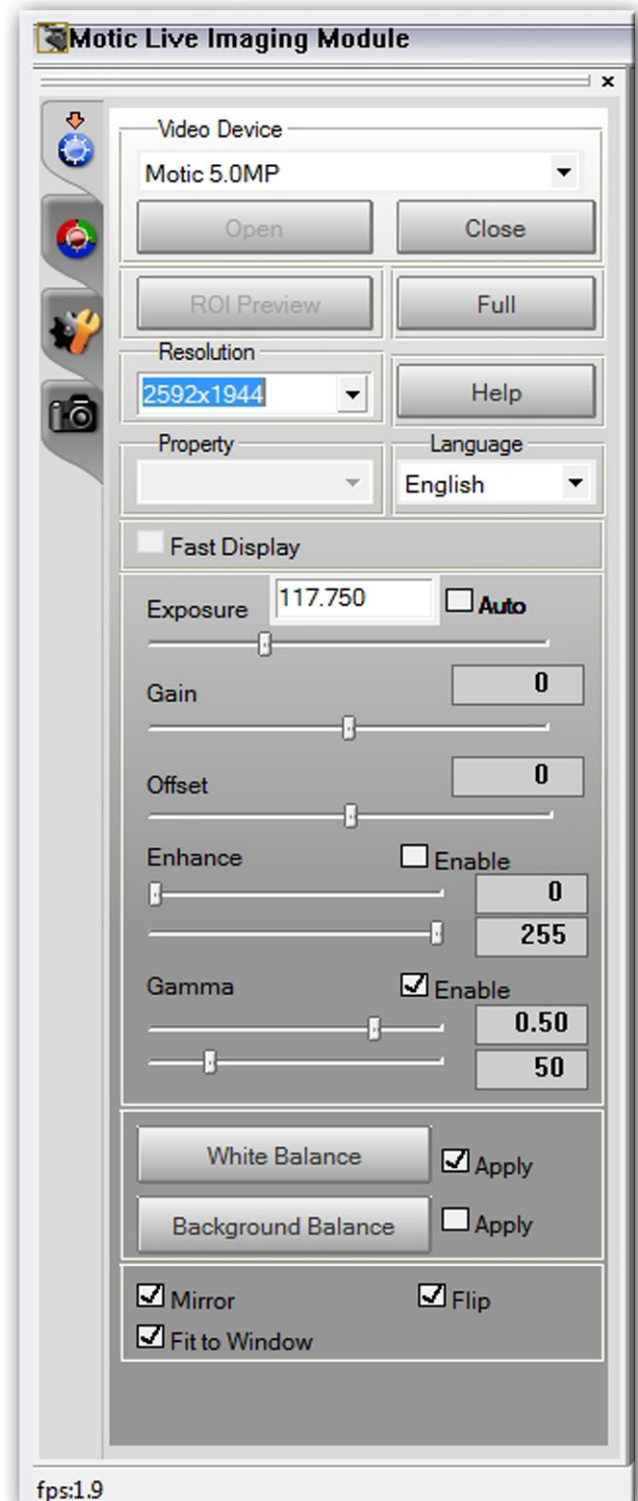 Motic Live Imaging Module
Video Device
Motic 5.0MP
Open Close
ROI Preview Full
Resolution
2592x1944 Help
Property Language
English
Fast Display
Exposure 117.750 Auto
Gain 0
Offset 0
Enhance Enable
0
255
Gamma Enable
0.50
50
White Balance Apply
Background Balance Apply
Mirror Flip
Fit to Window
fps:1.9